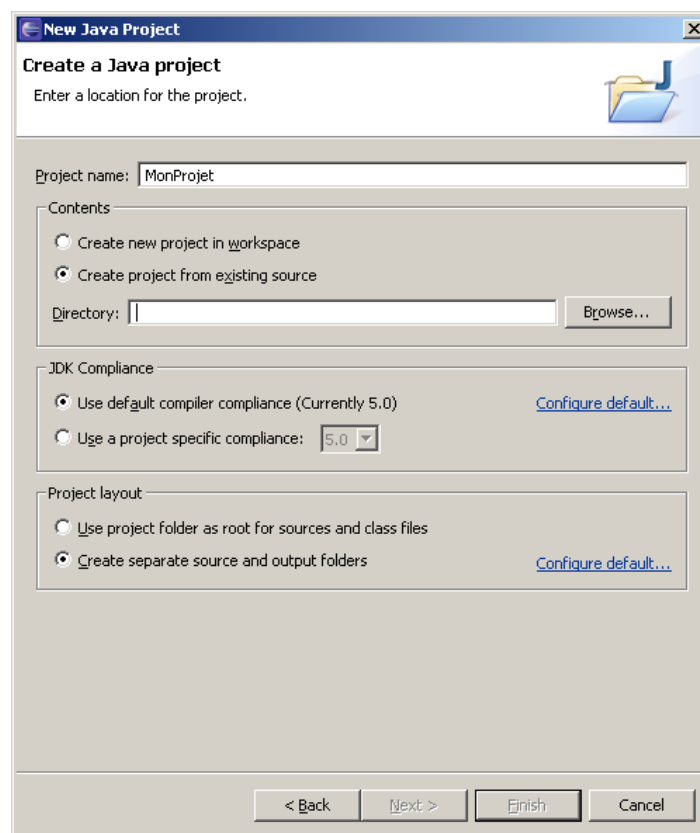 New Java Project
Create a Java project
Enter a location for the project.
Project name: MonProjet
Contents
Create new project in workspace
Create project from existing source
Directory: Browse...
JDK Compliance
Use default compiler compliance (Currently 5.0) Configure default...
Use a project specific compliance: 5.0
Project layout
Use project folder as root for sources and class files
Create separate source and output folders Configure default...
< Back Next > Finish Cancel